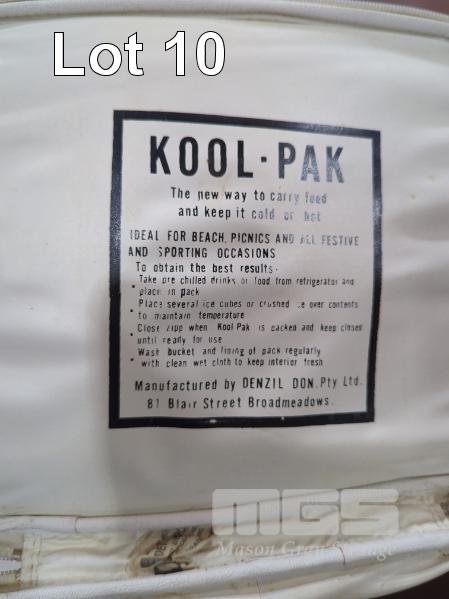 Lot 10
KOOL·PAK
The new way to carry food
and keep it cold or hot
IDEAL FOR BEACH, PICNICS AND ALL FESTIVE
AND SPORTING OCCASIONS
To obtain the best results·
• Take pre chilled drinks or food from refrigerator and
place in pack
• Place several ice cubes or crushed ice over contents
to maintain temperature
• Close zipp when Kool Pak is packed and keep closed
until ready for use
• Wash bucket and lining of pack regularly
with clean wet cloth to keep interior fresh
Manufactured by DENZIL DON. Pty Ltd.
81 Blair Street Broadmeadows.
MGS
Mason Gray Strange